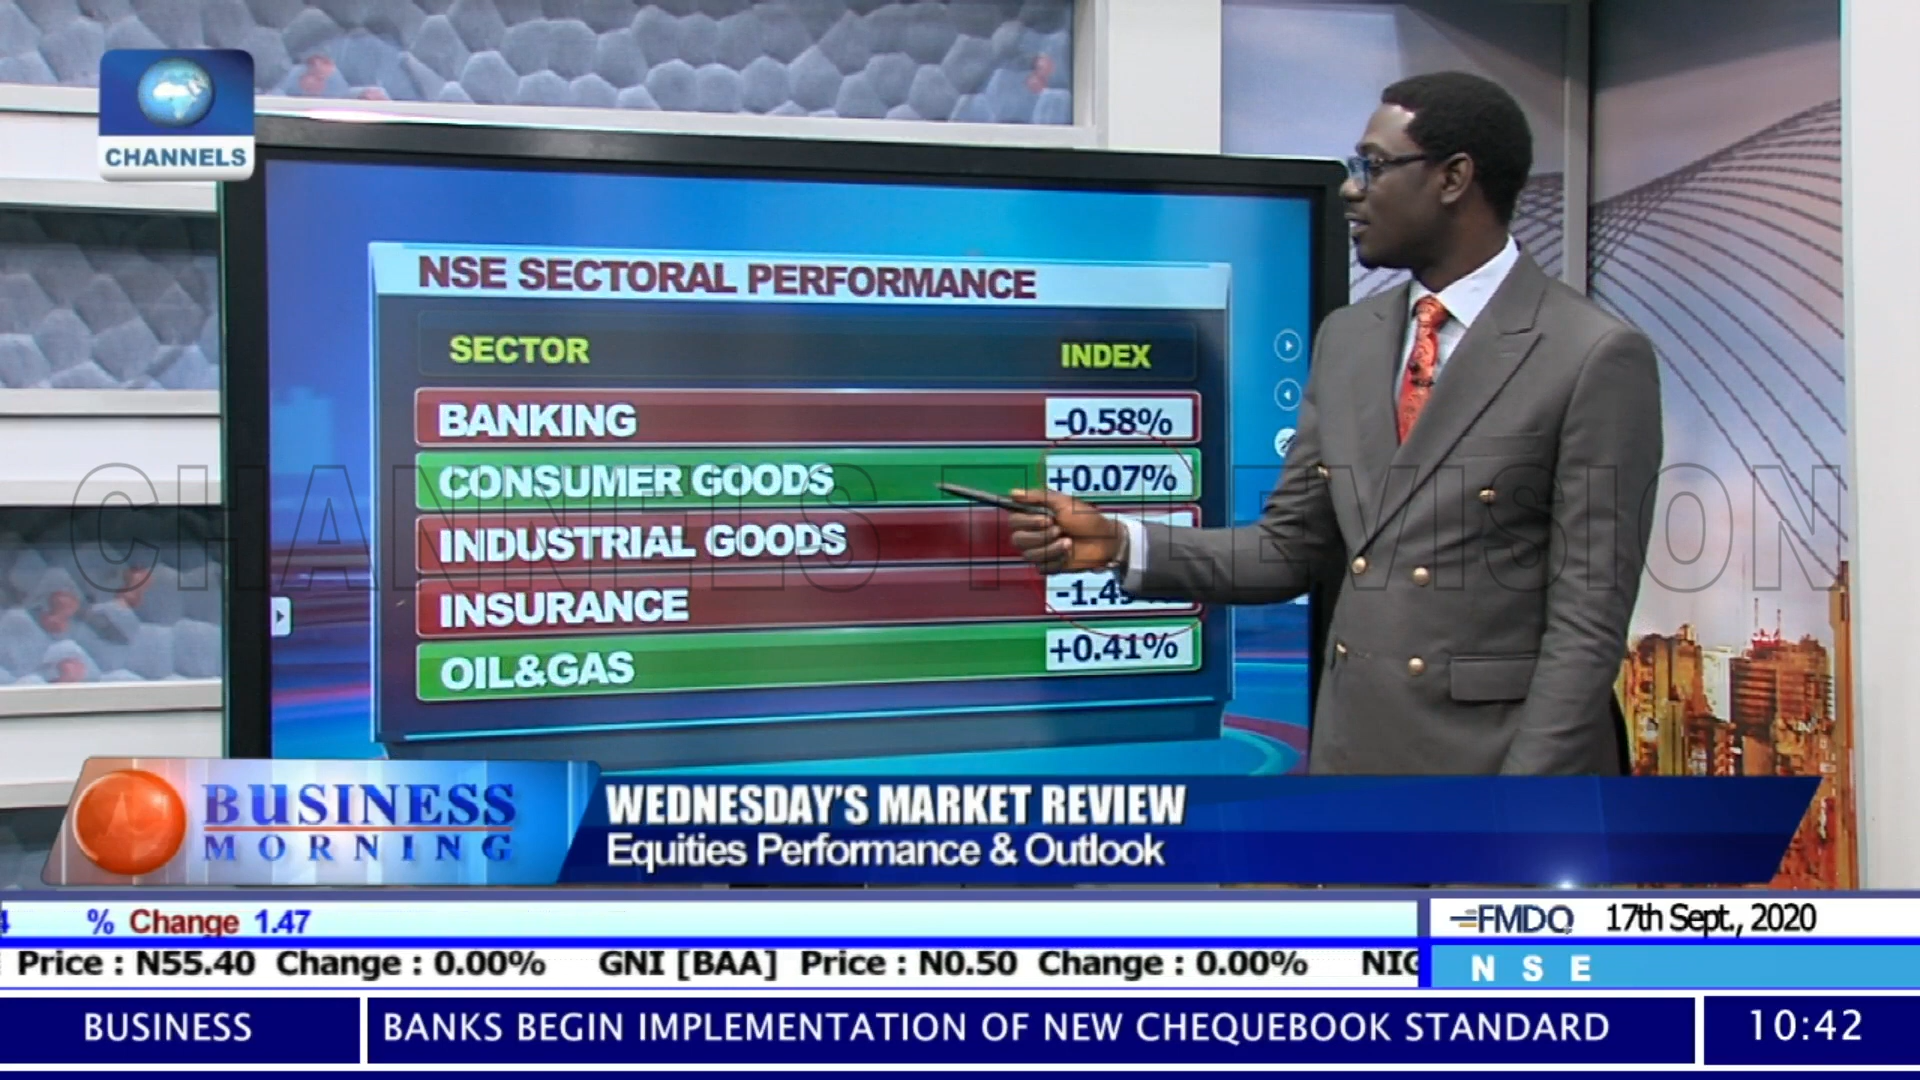 CHANNELS
NSE SECTORAL PERFORMANCE
SECTOR INDEX
BANKING -0.58%
CONSUMER GOODS +0.07%
INDUSTRIAL GOODS
INSURANCE
OIL&GAS +0.41%
CHANNELS TELEVISION
BUSINESS
MORNING
WEDNESDAY'S MARKET REVIEW
Equities Performance & Outlook
% Change 1.47
FMDQ 17th Sept., 2020
Price : N55.40 Change : 0.00% GNI [BAA] Price : N0.50 Change : 0.00%
NSE
BUSINESS BANKS BEGIN IMPLEMENTATION OF NEW CHEQUEBOOK STANDARD 10:42